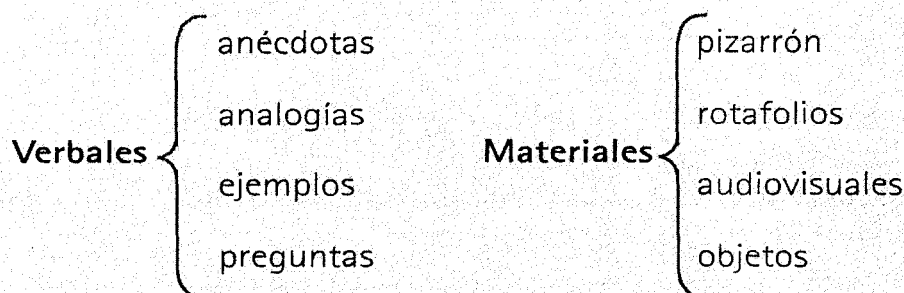 Verbales
anécdotas
analogías
ejemplos
preguntas
Materiales
pizarrón
rotafolios
audiovisuales
objetos